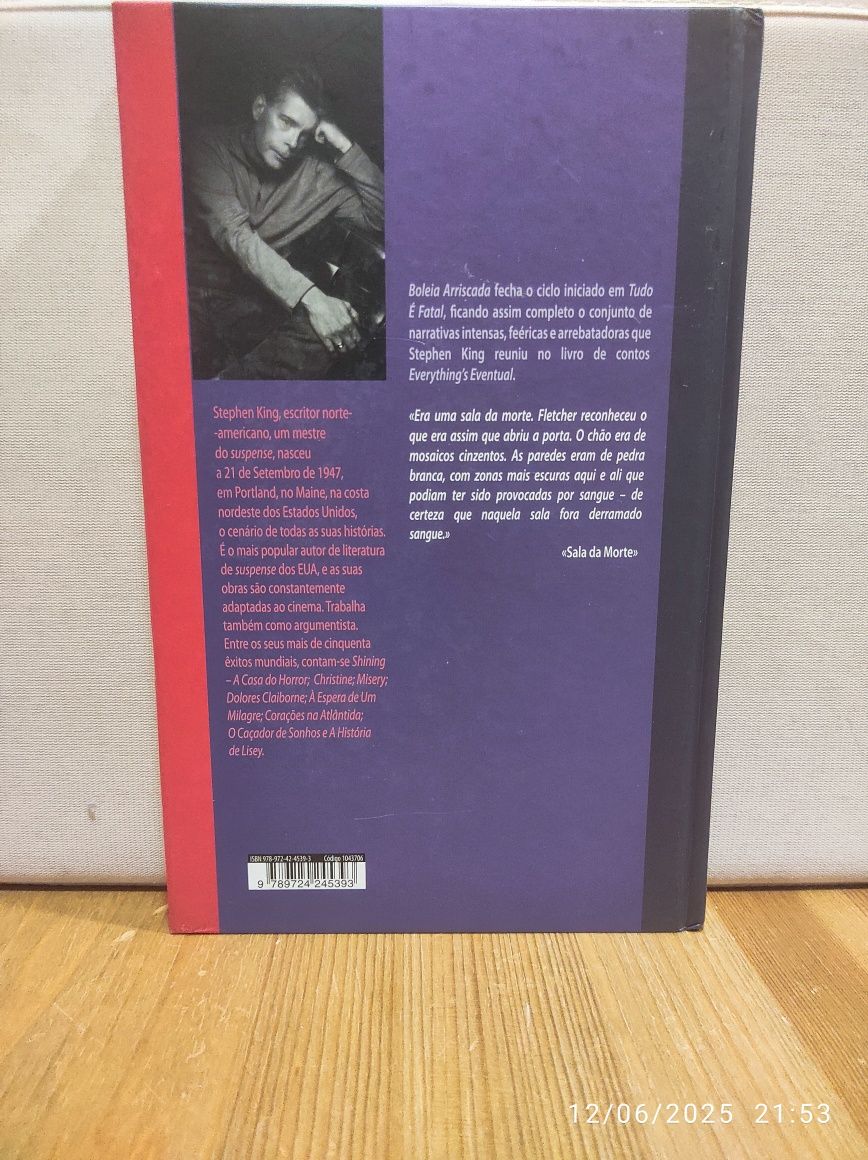 Boleia Arriscada fecha o ciclo iniciado em Tudo
É Fatal, ficando assim completo o conjunto de
narrativas intensas, feéricas e arrebatadoras que
Stephen King reuniu no livro de contos
Everything's Eventual.
«Era uma sala da morte. Fletcher reconheceu o
que era assim que abriu a porta. O chão era de
mosaicos cinzentos. As paredes eram de pedra
branca, com zonas mais escuras aqui e ali que
podiam ter sido provocadas por sangue – de
certeza que naquela sala fora derramado
sangue.»
«Sala da Morte»
Stephen King, escritor norte-
-americano, um mestre
do suspense, nasceu
a 21 de Setembro de 1947,
em Portland, no Maine, na costa
nordeste dos Estados Unidos,
o cenário de todas as suas histórias.
É o mais popular autor de literatura
de suspense dos EUA, e as suas
obras são constantemente
adaptadas ao cinema. Trabalha
também como argumentista.
Entre os seus mais de cinquenta
êxitos mundiais, contam-se Shining
– A Casa do Horror; Christine; Misery;
Dolores Claiborne; À Espera de Um
Milagre; Corações na Atlântida;
O Caçador de Sonhos e A História
de Lisey.
ISBN 978-972-42-4539-3 Código 1043706
9 789724 245393
12/06/2025 21:53